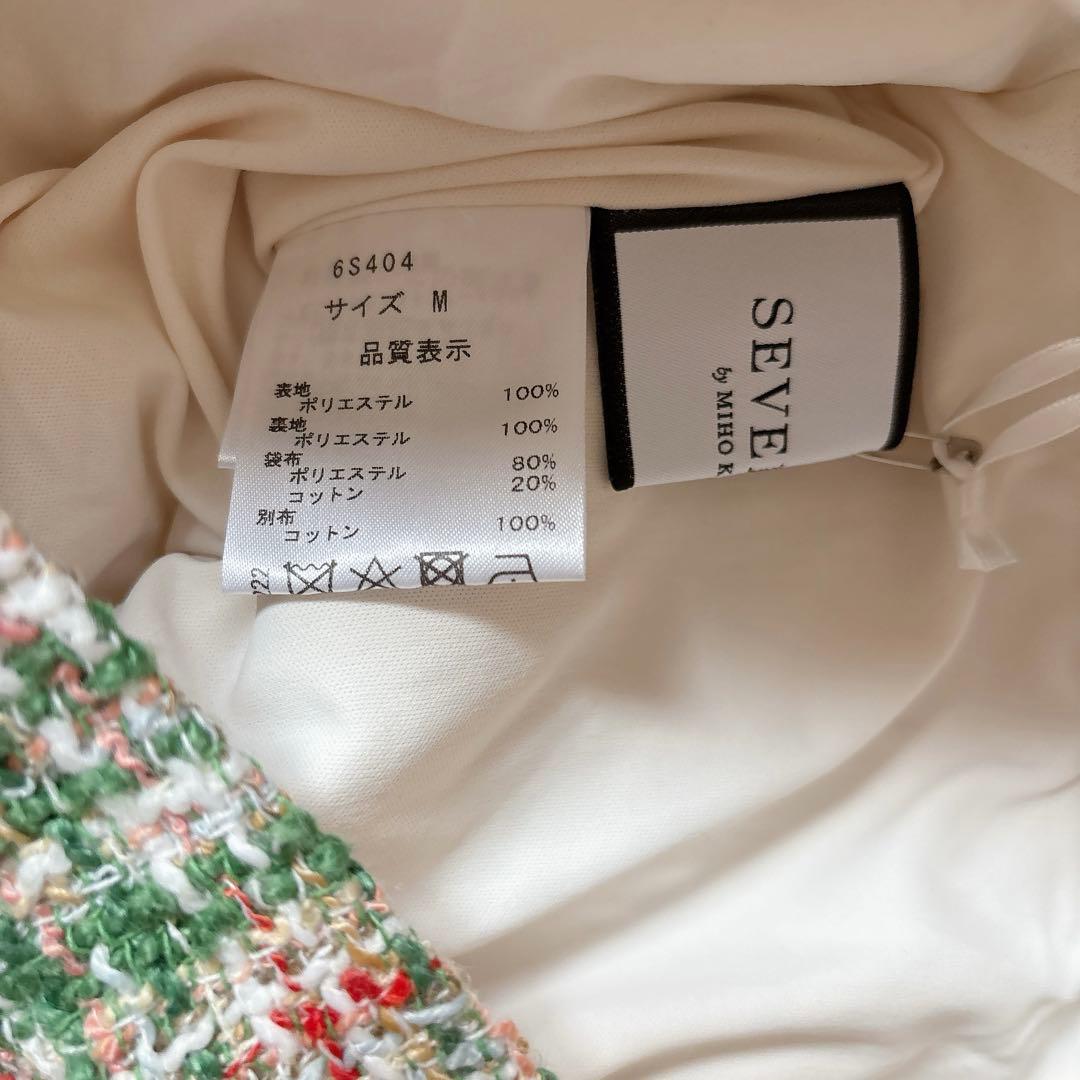 6S404
サイズ M
品質表示
表地
ポリエステル 100%
裏地
ポリエステル 100%
袋布
ポリエステル 80%
コットン 20%
別布
コットン 100%
SEVE
by MIHO K